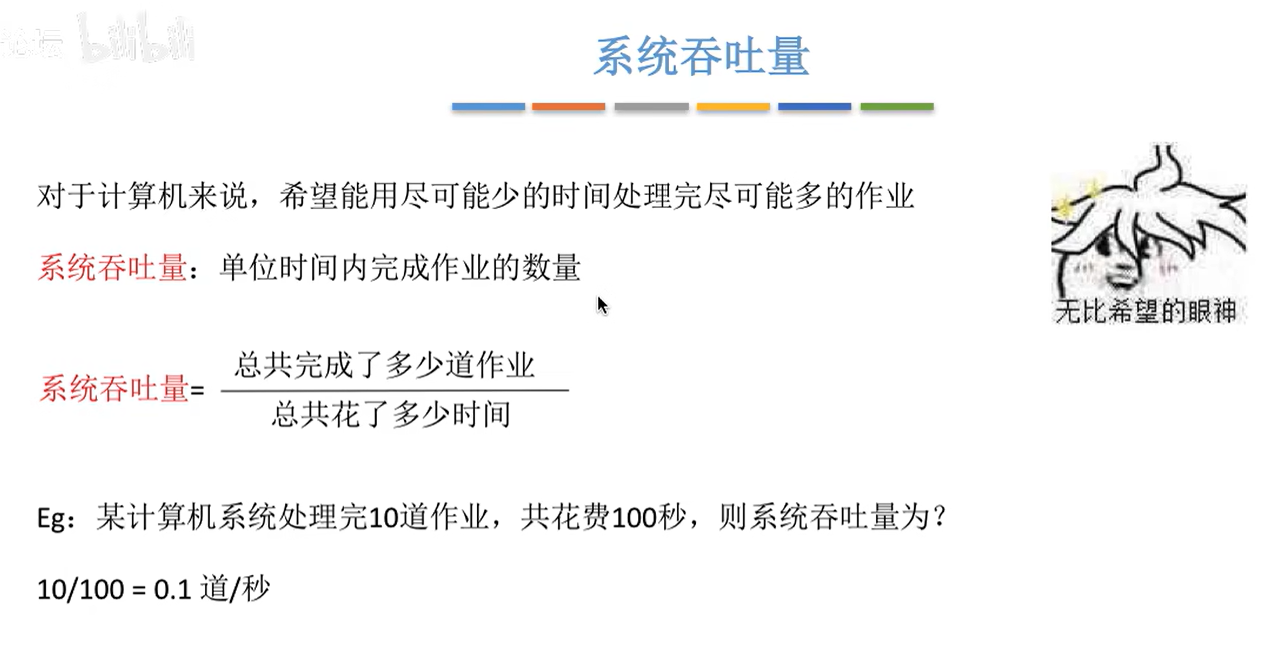 论坛 bilibili
系统吞吐量
对于计算机来说，希望能用尽可能少的时间处理完尽可能多的作业
系统吞吐量：单位时间内完成作业的数量
无比希望的眼神
系统吞吐量=
总共完成了多少道作业
总共花了多少时间
Eg：某计算机系统处理完10道作业，共花费100秒，则系统吞吐量为？
10/100 = 0.1 道/秒